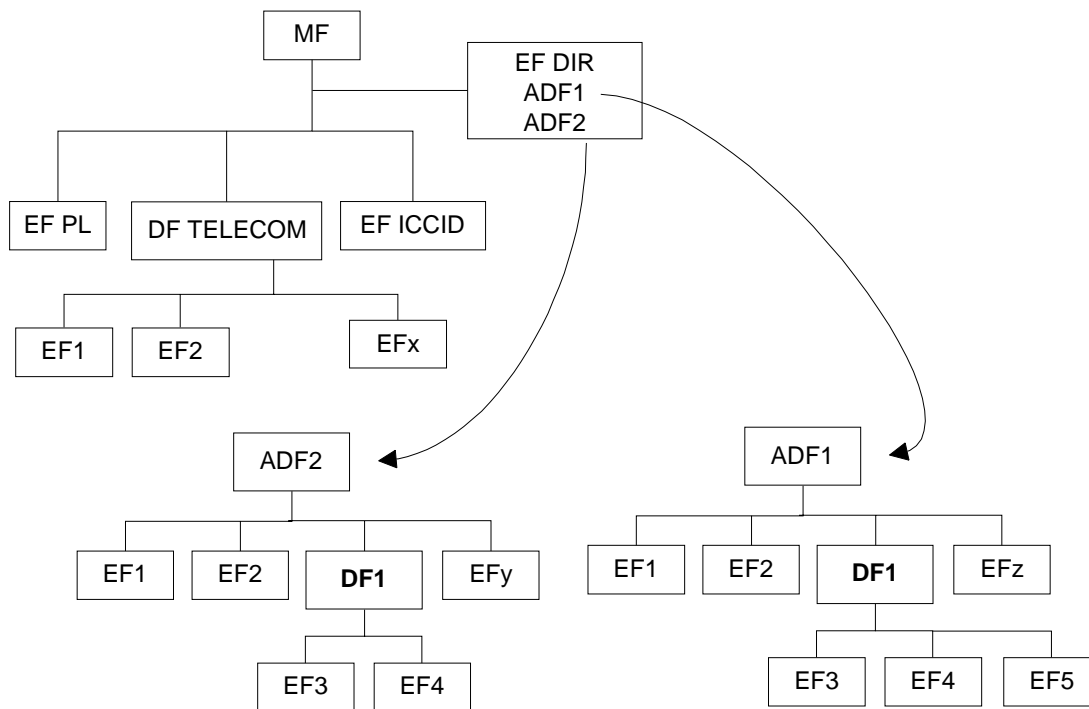 MF
EF DIR
ADF1
ADF2
EF PL
DF TELECOM
EF ICCID
EF1
EF2
EFx
ADF2
ADF1
EF1
EF2
DF1
EFy
EF1
EF2
DF1
EFz
EF3
EF4
EF3
EF4
EF5